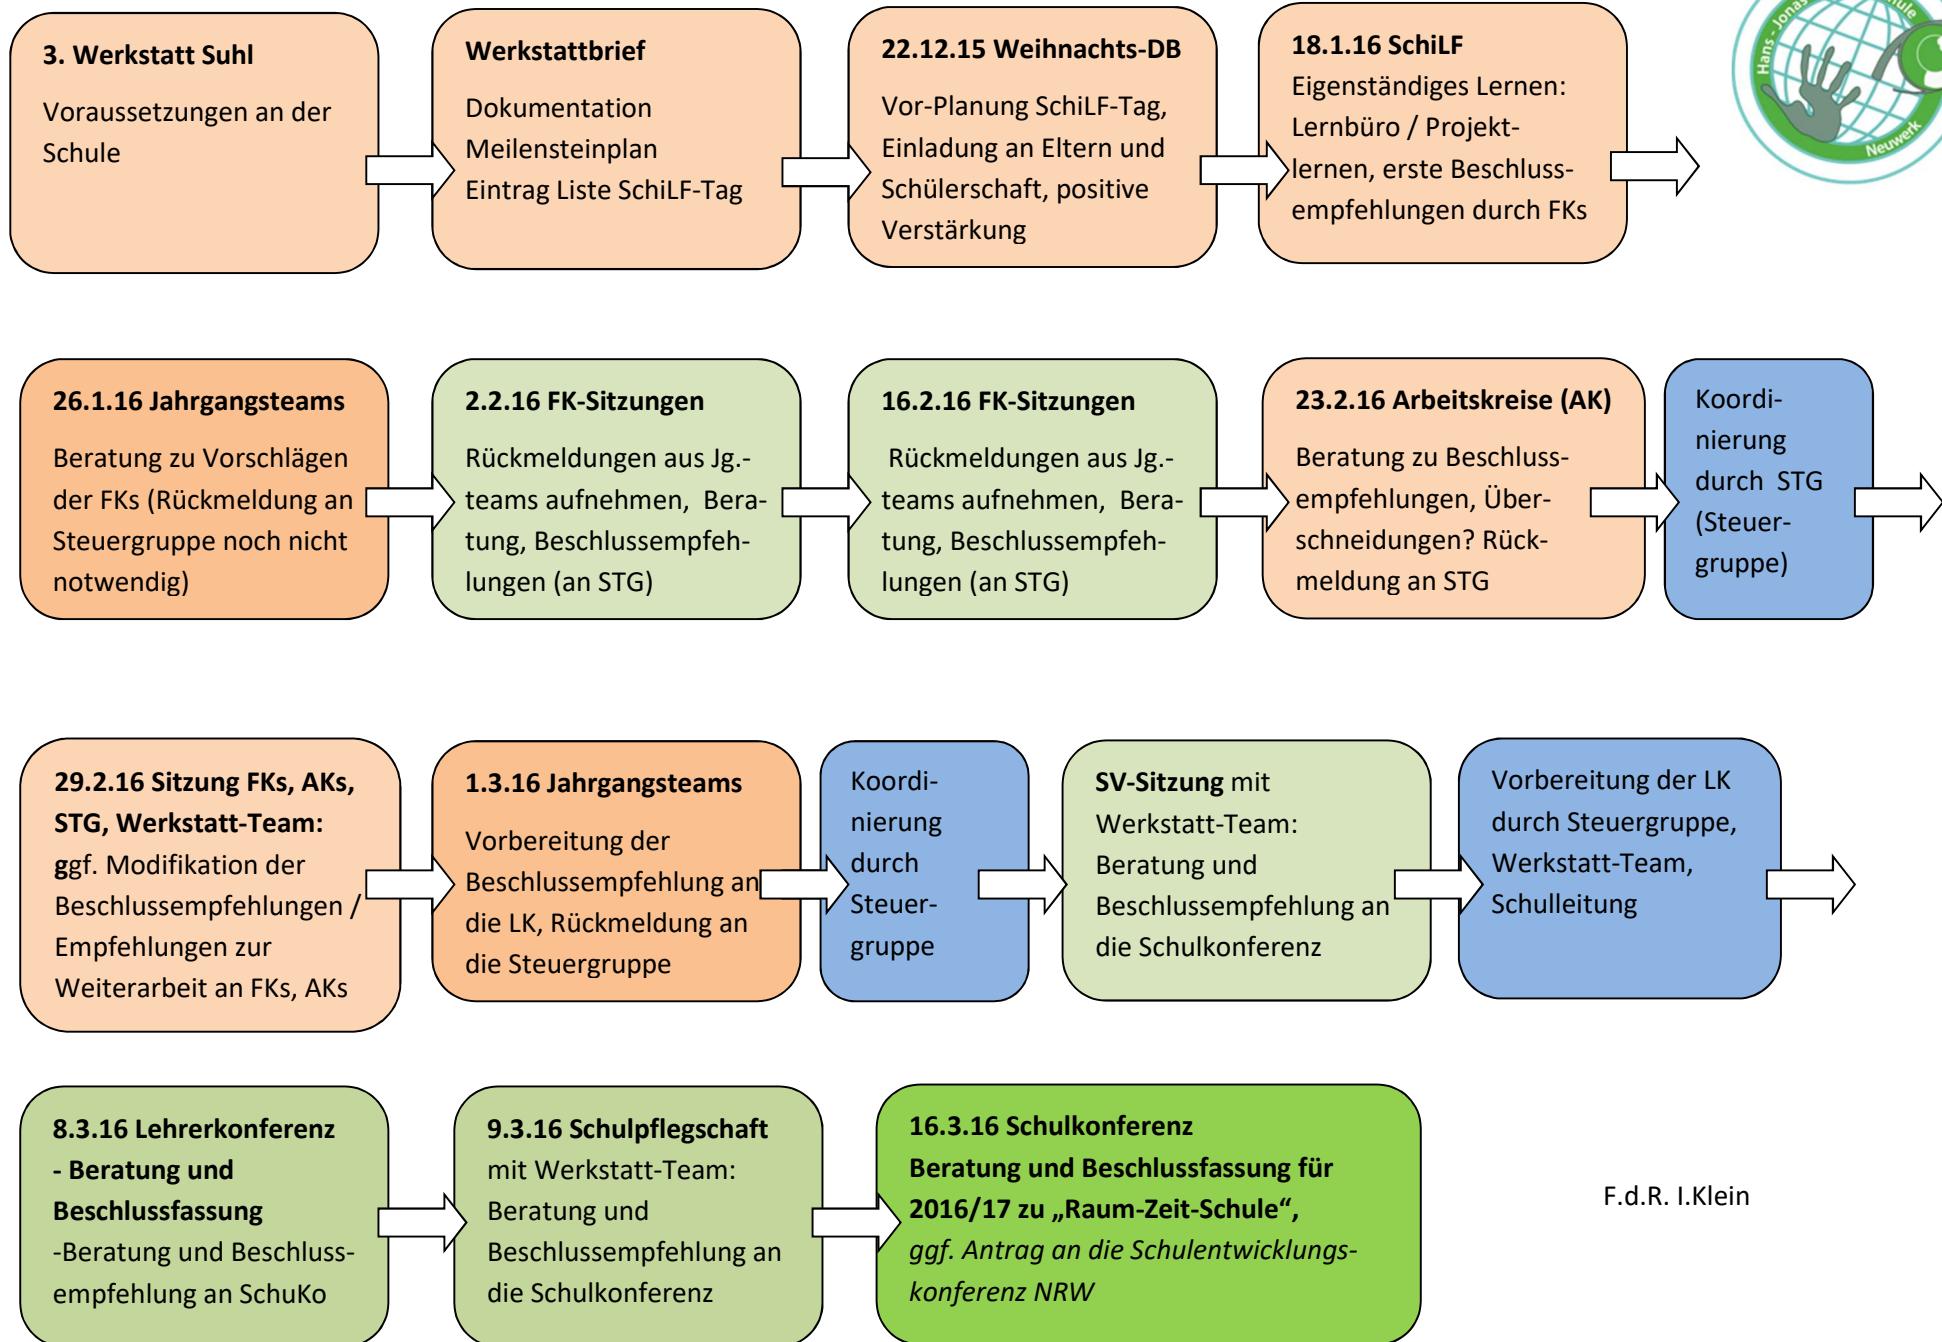 3. Werkstatt Suhl
Voraussetzungen an der
Schule
Werkstattbrief
Dokumentation
Meilensteinplan
Eintrag Liste SchiLF-Tag
22.12.15 Weihnachts-DB
Vor-Planung SchiLF-Tag,
Einladung an Eltern und
Schülerschaft, positive
Verstärkung
18.1.16 SchiLF
Eigenständiges Lernen:
Lernbüro / Projekt-
lernen, erste Beschluss-
empfehlungen durch FKs
Hans - Jonas
Neuwerk
26.1.16 Jahrgangsteams
Beratung zu Vorschlägen
der FKs (Rückmeldung an
Steuergruppe noch nicht
notwendig)
2.2.16 FK-Sitzungen
Rückmeldungen aus Jg.-
teams aufnehmen, Bera-
tung, Beschlussempfeh-
lungen (an STG)
16.2.16 FK-Sitzungen
Rückmeldungen aus Jg.-
teams aufnehmen, Bera-
tung, Beschlussempfeh-
lungen (an STG)
23.2.16 Arbeitskreise (AK)
Beratung zu Beschluss-
empfehlungen, Über-
schneidungen? Rück-
meldung an STG
Koordi-
nierung
durch STG
(Steuer-
gruppe)
29.2.16 Sitzung FKs, AKs,
STG, Werkstatt-Team:
ggf. Modifikation der
Beschlussempfehlungen /
Empfehlungen zur
Weiterarbeit an FKs, AKs
1.3.16 Jahrgangsteams
Vorbereitung der
Beschlussempfehlung an
die LK, Rückmeldung an
die Steuergruppe
Koordi-
nierung
durch
Steuer-
gruppe
SV-Sitzung mit
Werkstatt-Team:
Beratung und
Beschlussempfehlung an
die Schulkonferenz
Vorbereitung der LK
durch Steuergruppe,
Werkstatt-Team,
Schulleitung
8.3.16 Lehrerkonferenz
- Beratung und
Beschlussfassung
-Beratung und Beschluss-
empfehlung an SchuKo
9.3.16 Schulpflegschaft
mit Werkstatt-Team:
Beratung und
Beschlussempfehlung an
die Schulkonferenz
16.3.16 Schulkonferenz
Beratung und Beschlussfassung für
2016/17 zu „Raum-Zeit-Schule“,
ggf. Antrag an die Schulentwicklungs-
konferenz NRW
F.d.R. I.Klein